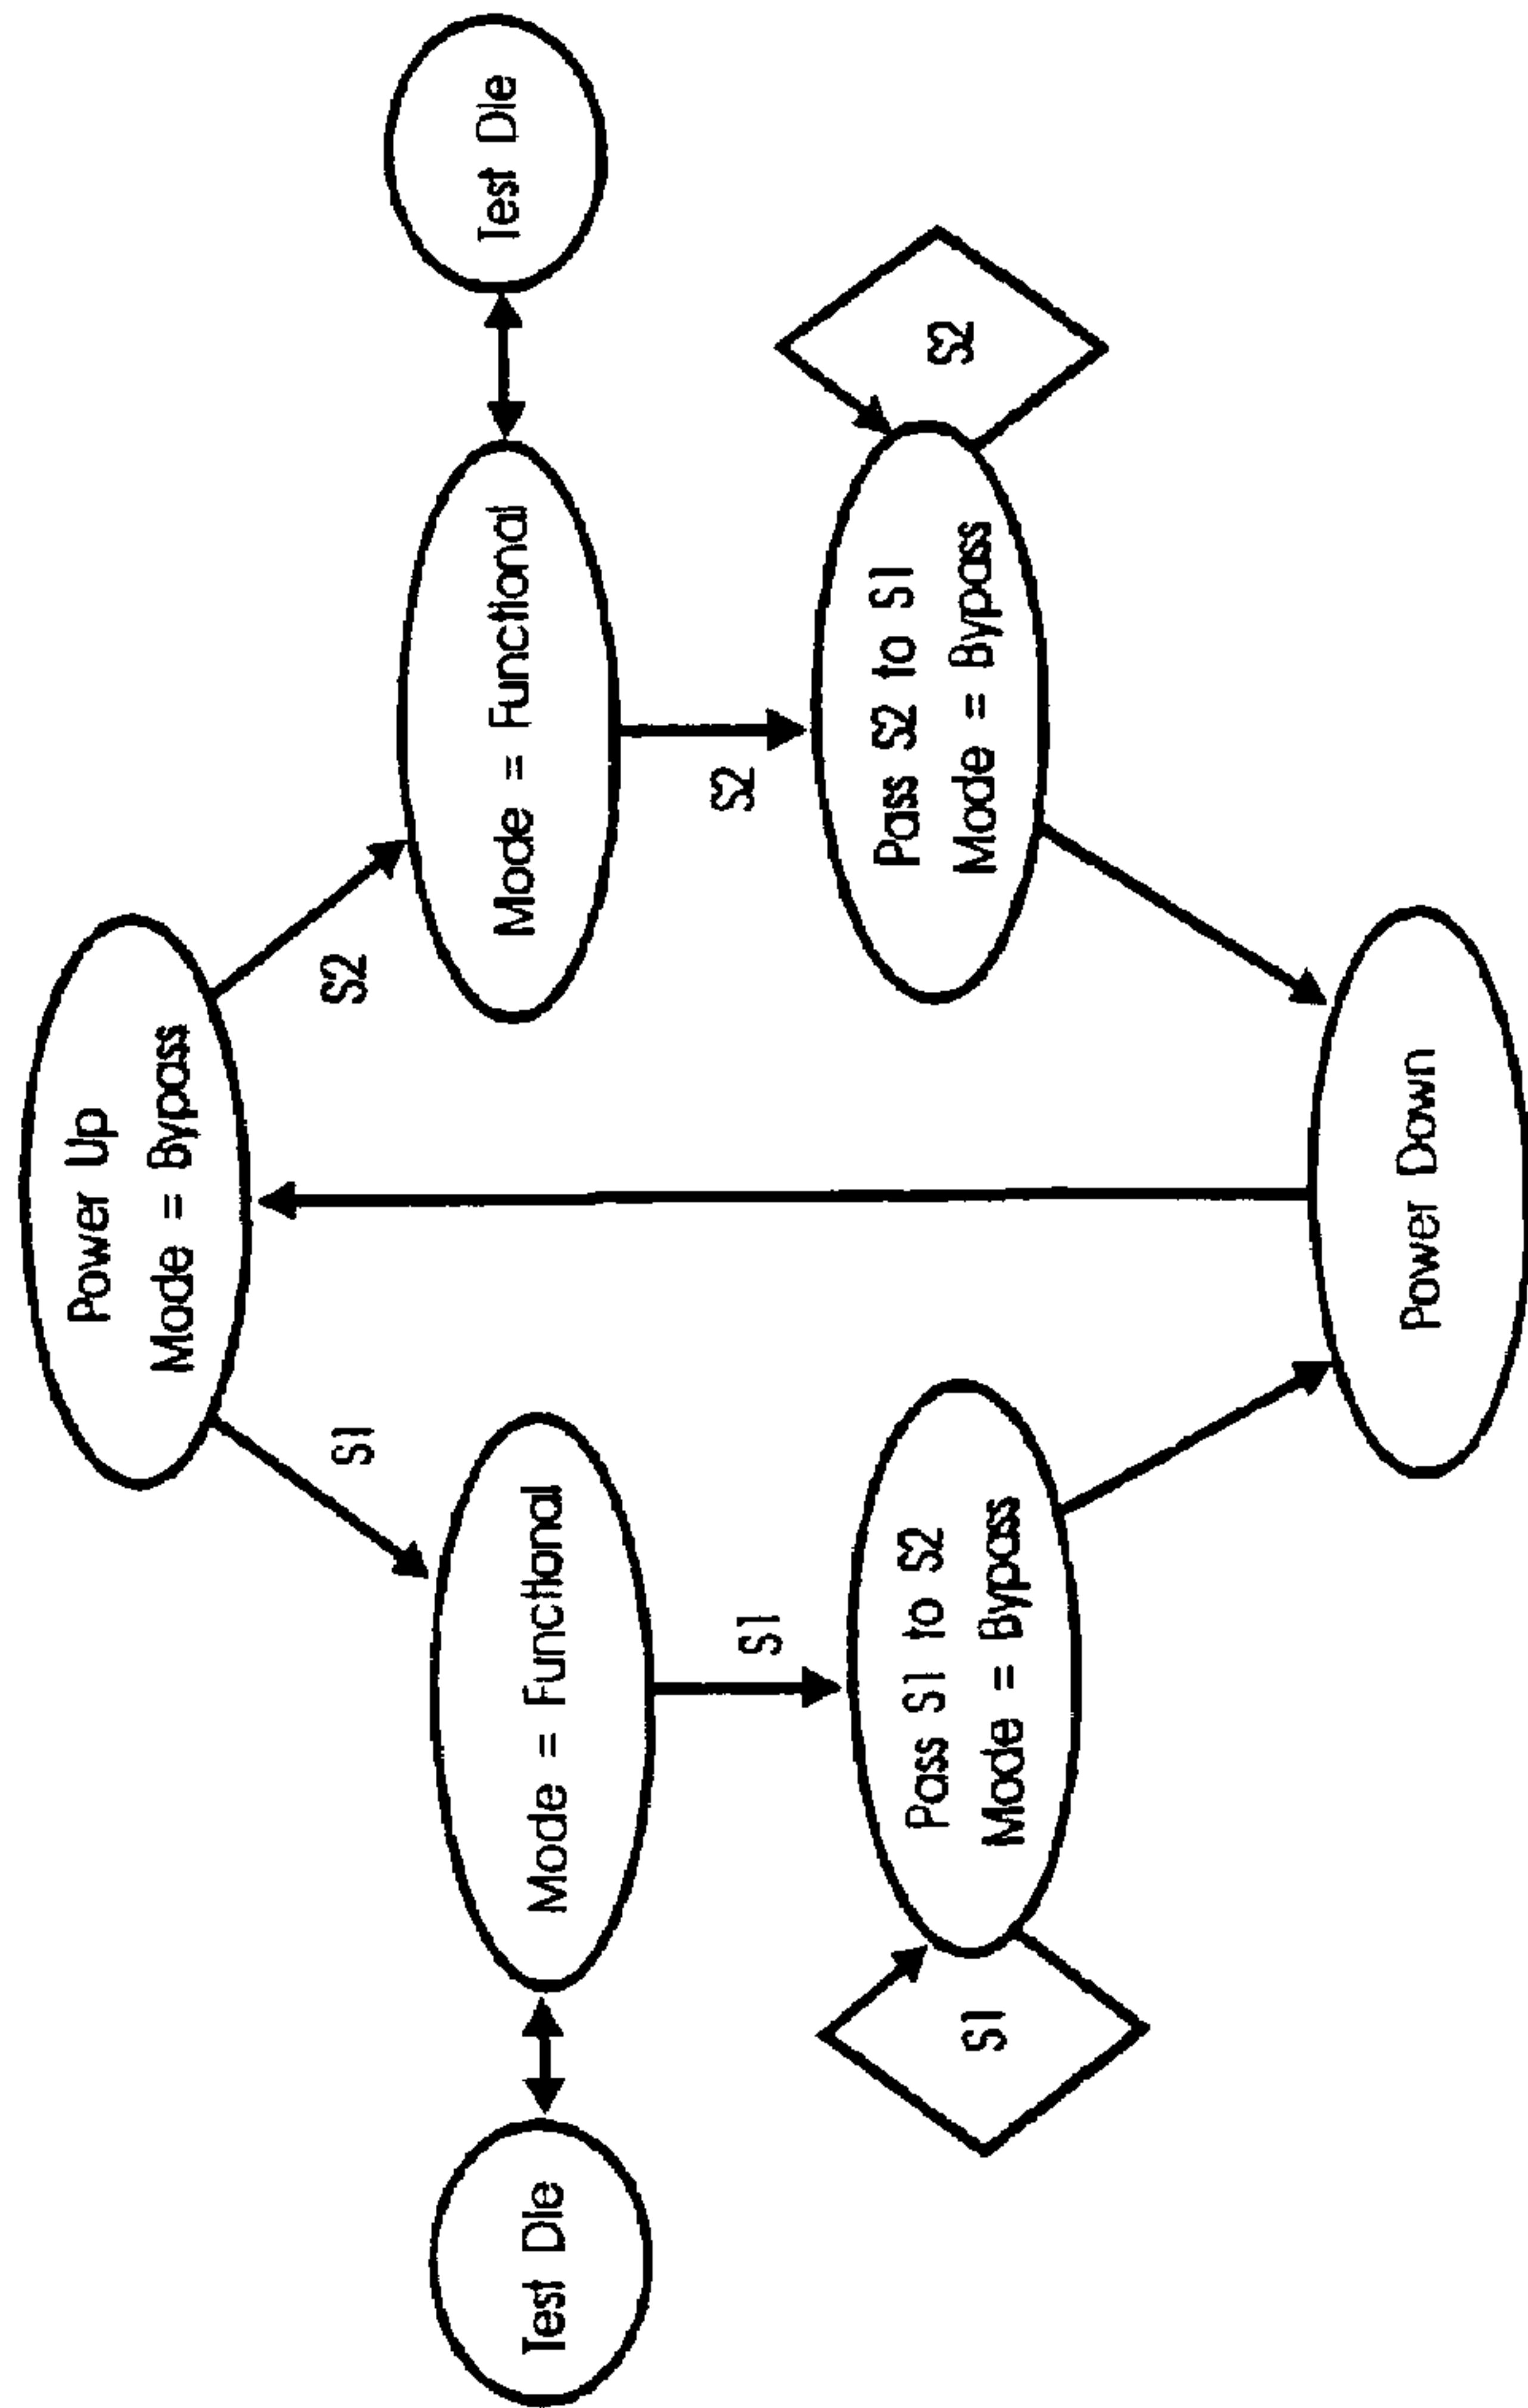 Power Up
Mode = Bypass
S1
S2
Test Die
Mode = Functional
Mode = Functional
Test Die
S1
S2
S1
Pass S1 to S2
Mode = Bypass
Pass S2 to S1
Mode = Bypass
S2
Power Down